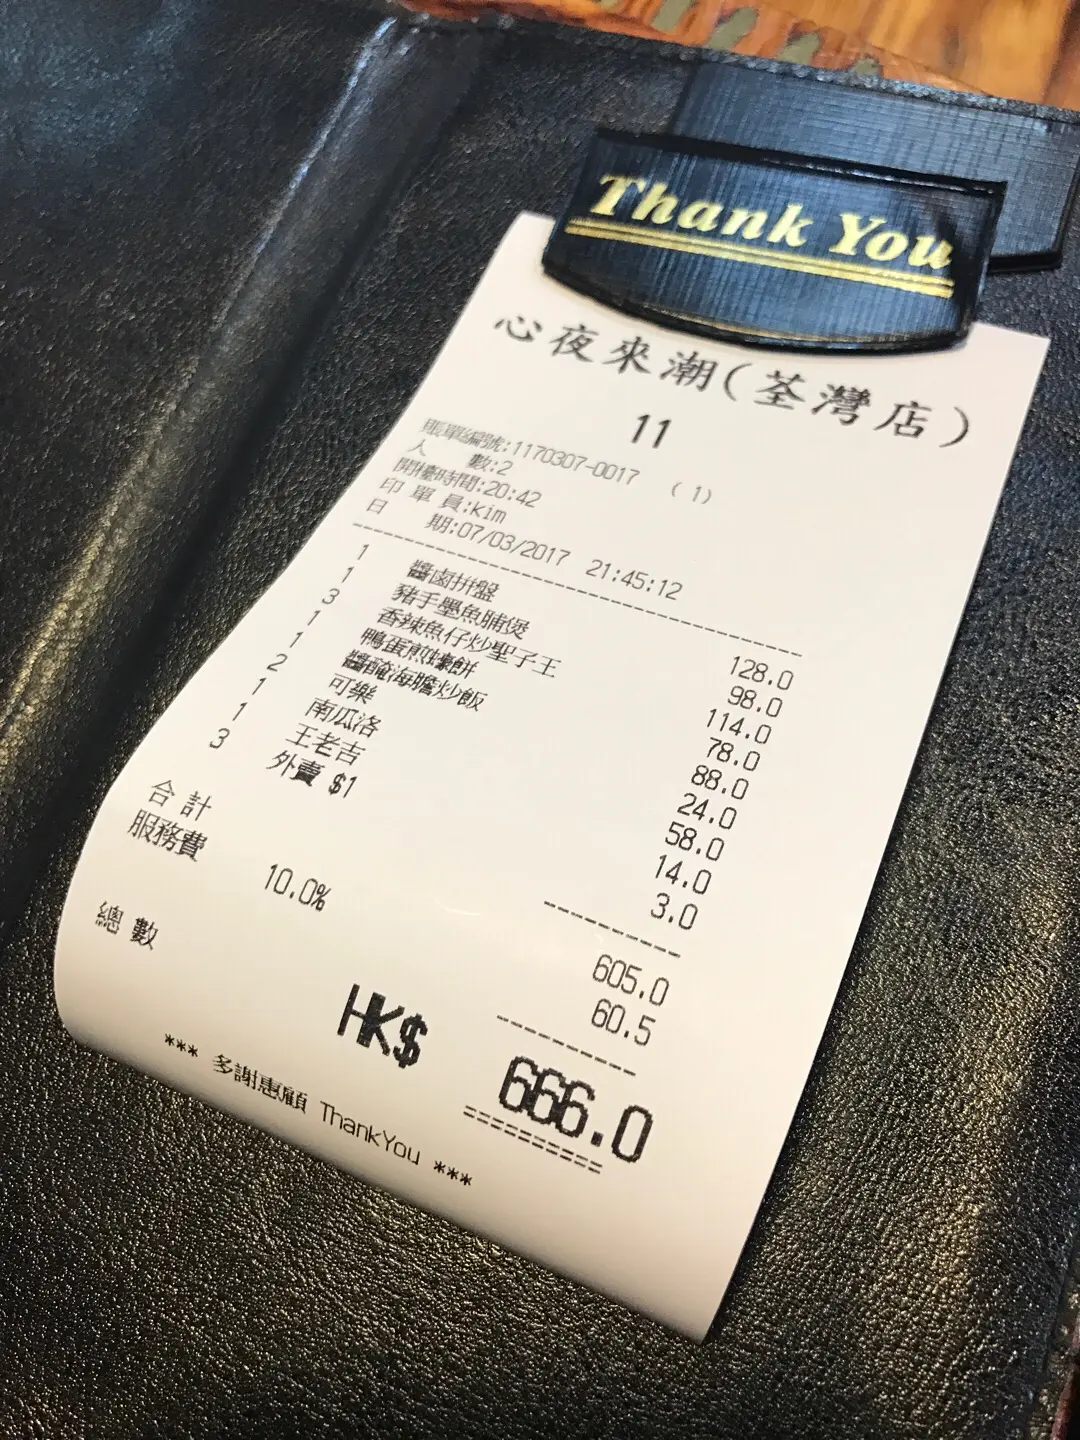 Thank You
心夜來潮(荃灣店)
11
賬單編號:1170307-0017 ( 1)
人 數:2
開檯時間:20:42
印 單 員:kim
日 期:07/03/2017 21:45:12
1 醬鹵拼盤 128.0
1 豬手墨魚脯煲 98.0
3 香辣魚仔炒聖子王 114.0
1 鴨蛋煎蠔餅 78.0
1 醬醃海膽炒飯 88.0
2 可樂 24.0
1 南瓜洛 58.0
1 王老吉 14.0
3 外賣 $1 3.0
合 計 605.0
服務費 10.0% 60.5
總 數 HK$ 666.0
*** 多謝惠顧 ThankYou ***